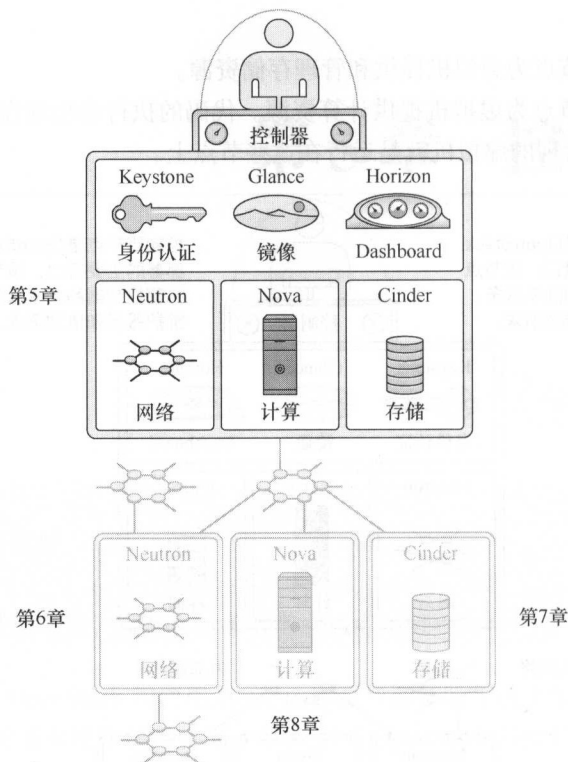 控制器
Keystone Glance Horizon
身份认证 镜像 Dashboard
第5章
Neutron Nova Cinder
网络 计算 存储
Neutron Nova Cinder
第6章
第7章
网络 计算 存储
第8章